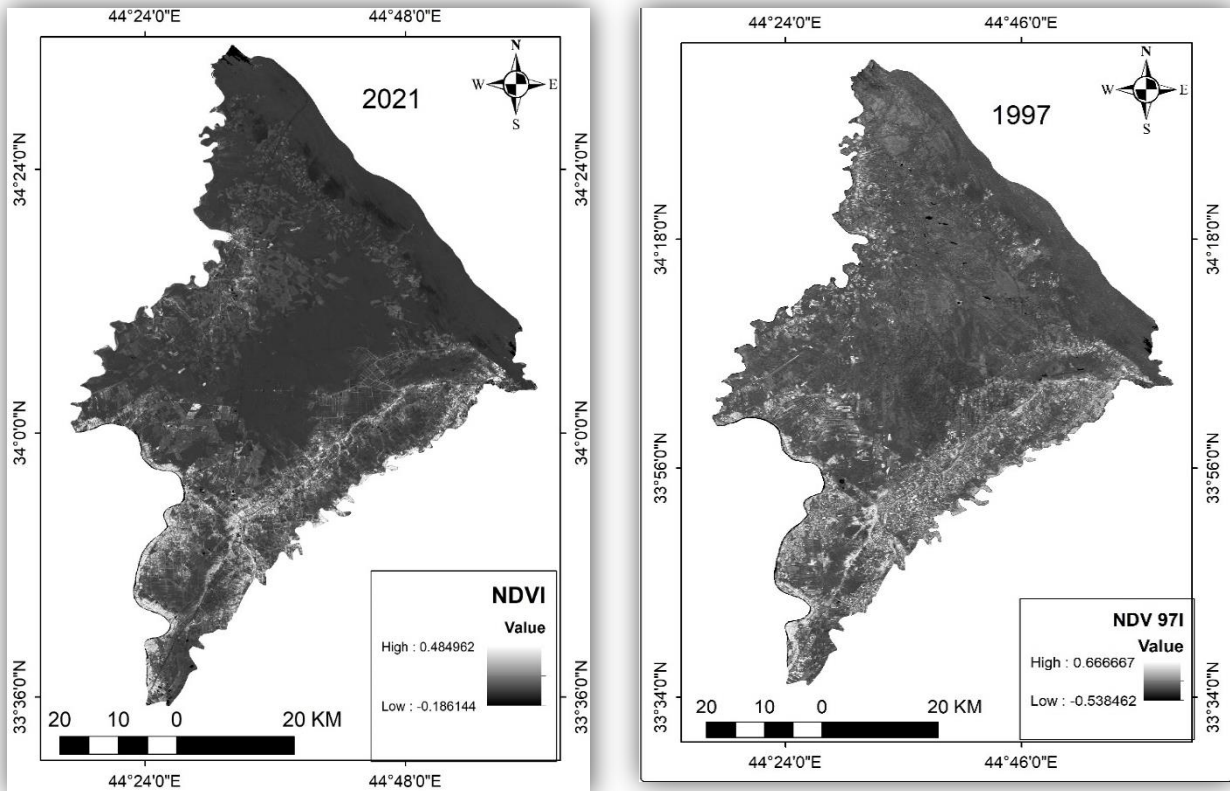 44°24'0"E 44°48'0"E
N
W E
S
2021
34°24'0"N 34°24'0"N
34°0'0"N 34°0'0"N
33°36'0"N 33°36'0"N
NDVI
Value
High : 0.484962
Low : -0.186144
20 10 0 20 KM
44°24'0"E 44°48'0"E
44°24'0"E 44°46'0"E
N
W E
S
1997
34°18'0"N 34°18'0"N
33°56'0"N 33°56'0"N
33°34'0"N 33°34'0"N
NDV 97I
Value
High : 0.666667
Low : -0.538462
20 10 0 20 KM
44°24'0"E 44°46'0"E